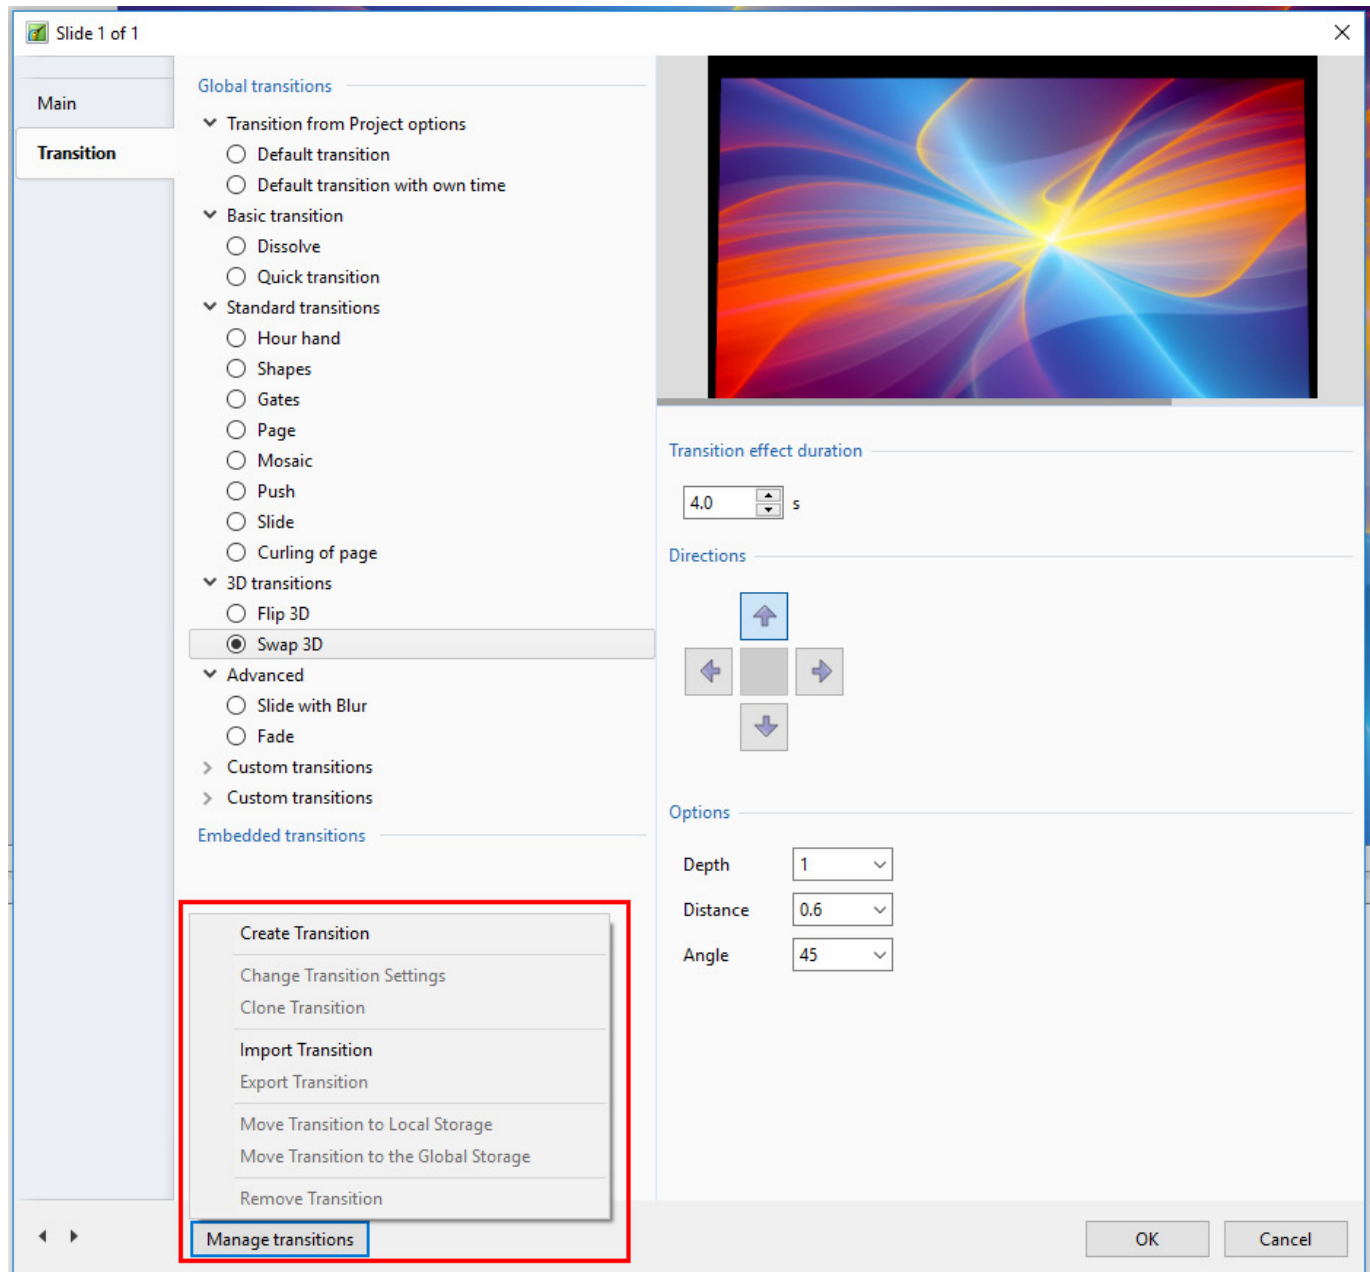 Slide 1 of 1
Main
Transition
Global transitions
Transition from Project options
Default transition
Default transition with own time
Basic transition
Dissolve
Quick transition
Standard transitions
Hour hand
Shapes
Gates
Page
Mosaic
Push
Slide
Curling of page
3D transitions
Flip 3D
Swap 3D
Advanced
Slide with Blur
Fade
Custom transitions
Custom transitions
Embedded transitions
Create Transition
Change Transition Settings
Clone Transition
Import Transition
Export Transition
Move Transition to Local Storage
Move Transition to the Global Storage
Remove Transition
Manage transitions
Transition effect duration
4.0 s
Directions
Options
Depth 1
Distance 0.6
Angle 45
OK Cancel